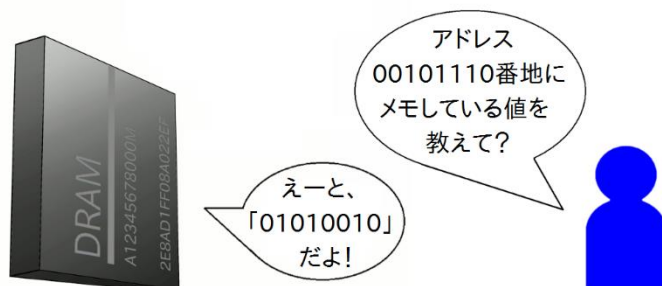 アドレス
00101110番地に
メモしている値を
教えて?
えーと、
「01010010」
だよ!
DRAM
A12345678000M
2E8AD1FF08A022EF